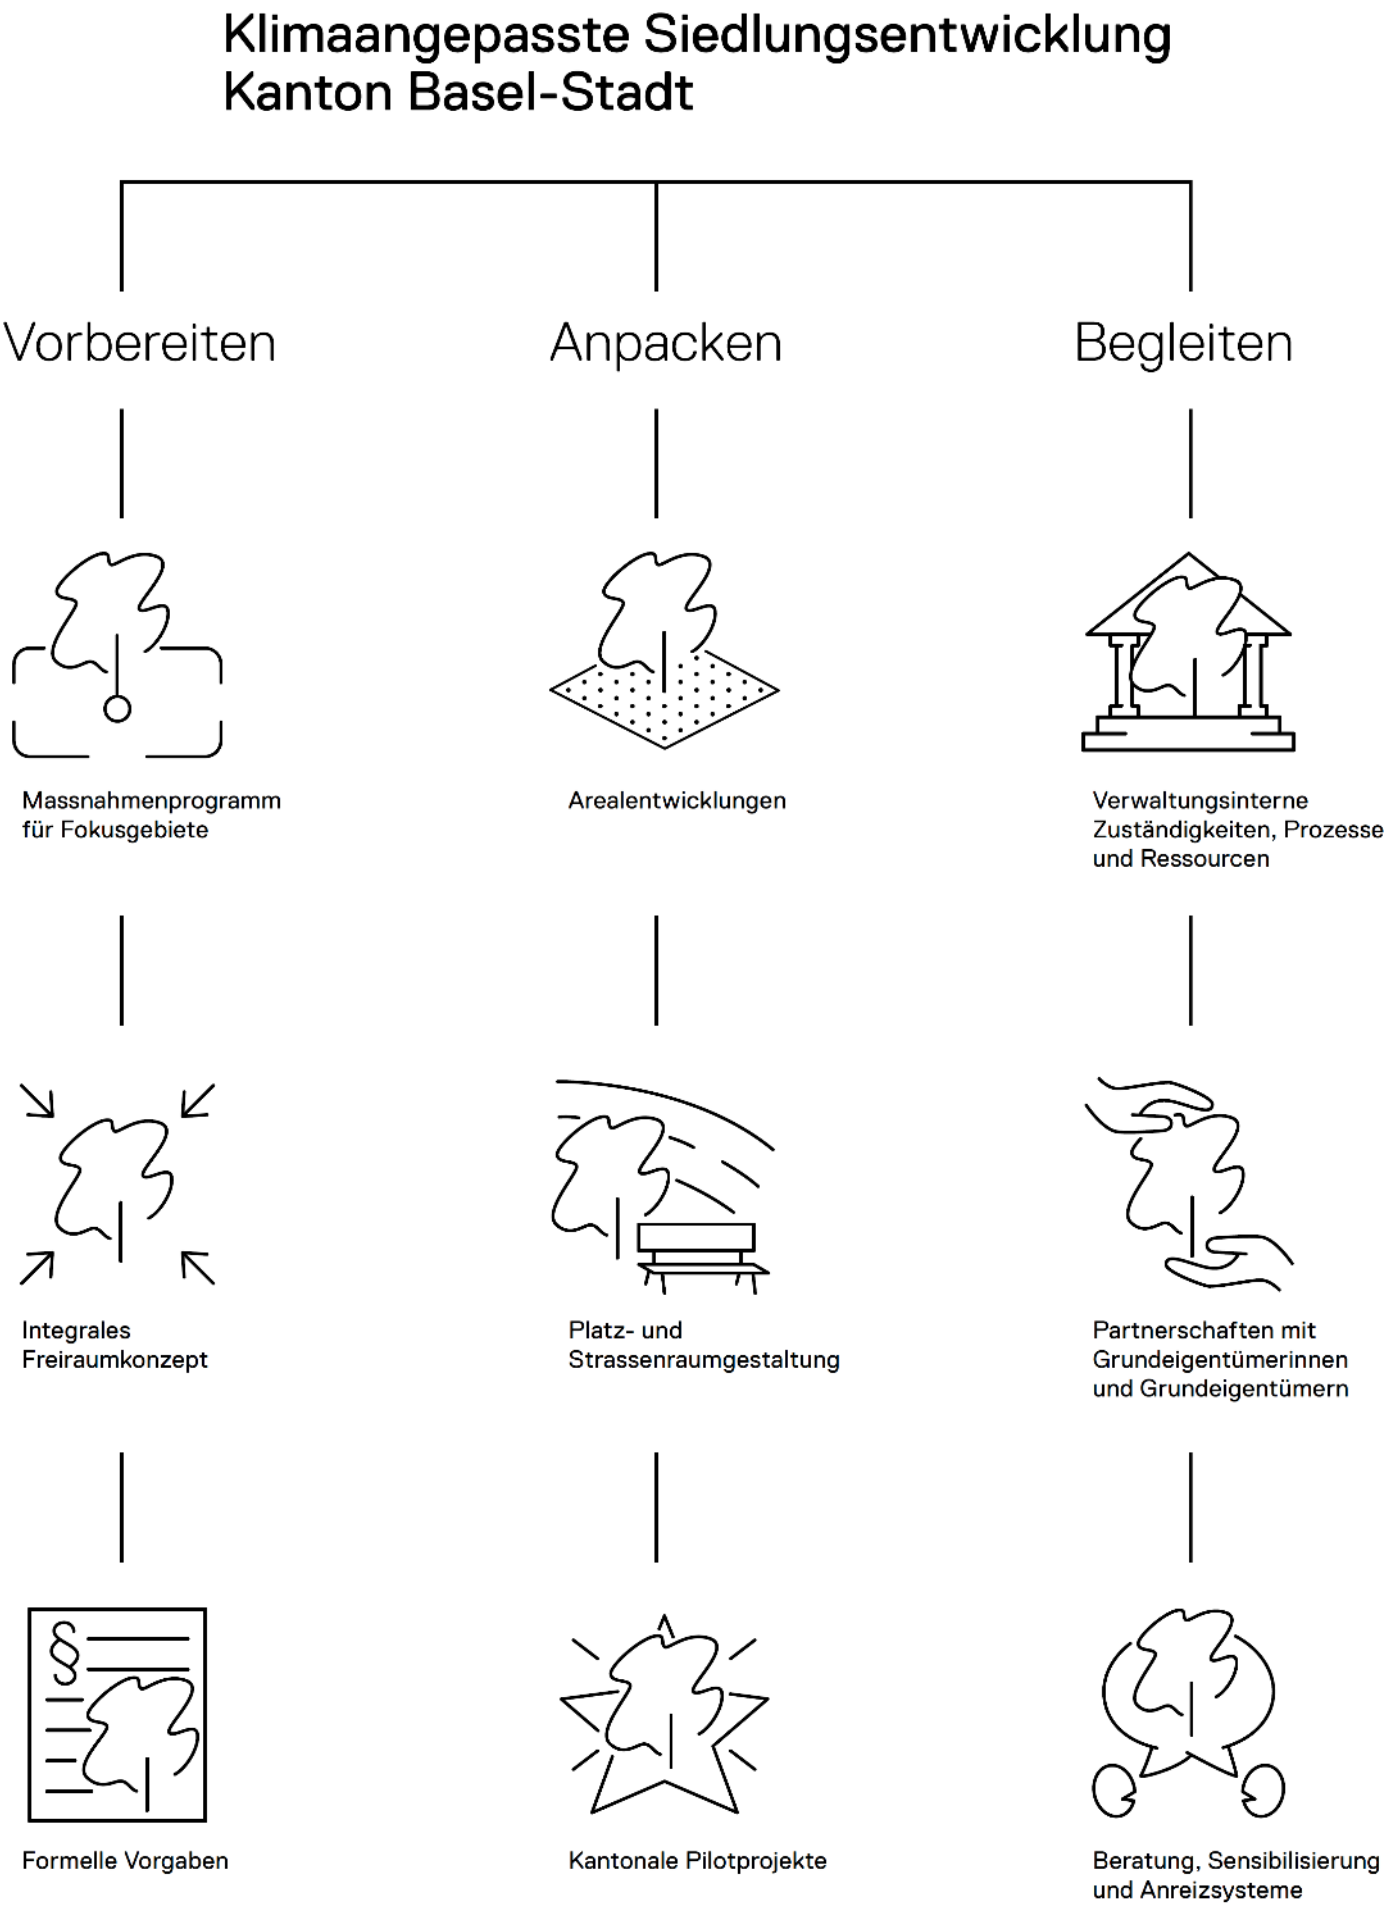 Klimaangepasste Siedlungsentwicklung
Kanton Basel-Stadt
Vorbereiten
Anpacken
Begleiten
Massnahmenprogramm
für Fokusgebiete
Arealentwicklungen
Verwaltungsinterne
Zuständigkeiten, Prozesse
und Ressourcen
Integrales
Freiraumkonzept
Platz- und
Strassenraumgestaltung
Partnerschaften mit
Grundeigentümerinnen
und Grundeigentümern
§
Formelle Vorgaben
Kantonale Pilotprojekte
Beratung, Sensibilisierung
und Anreizsysteme